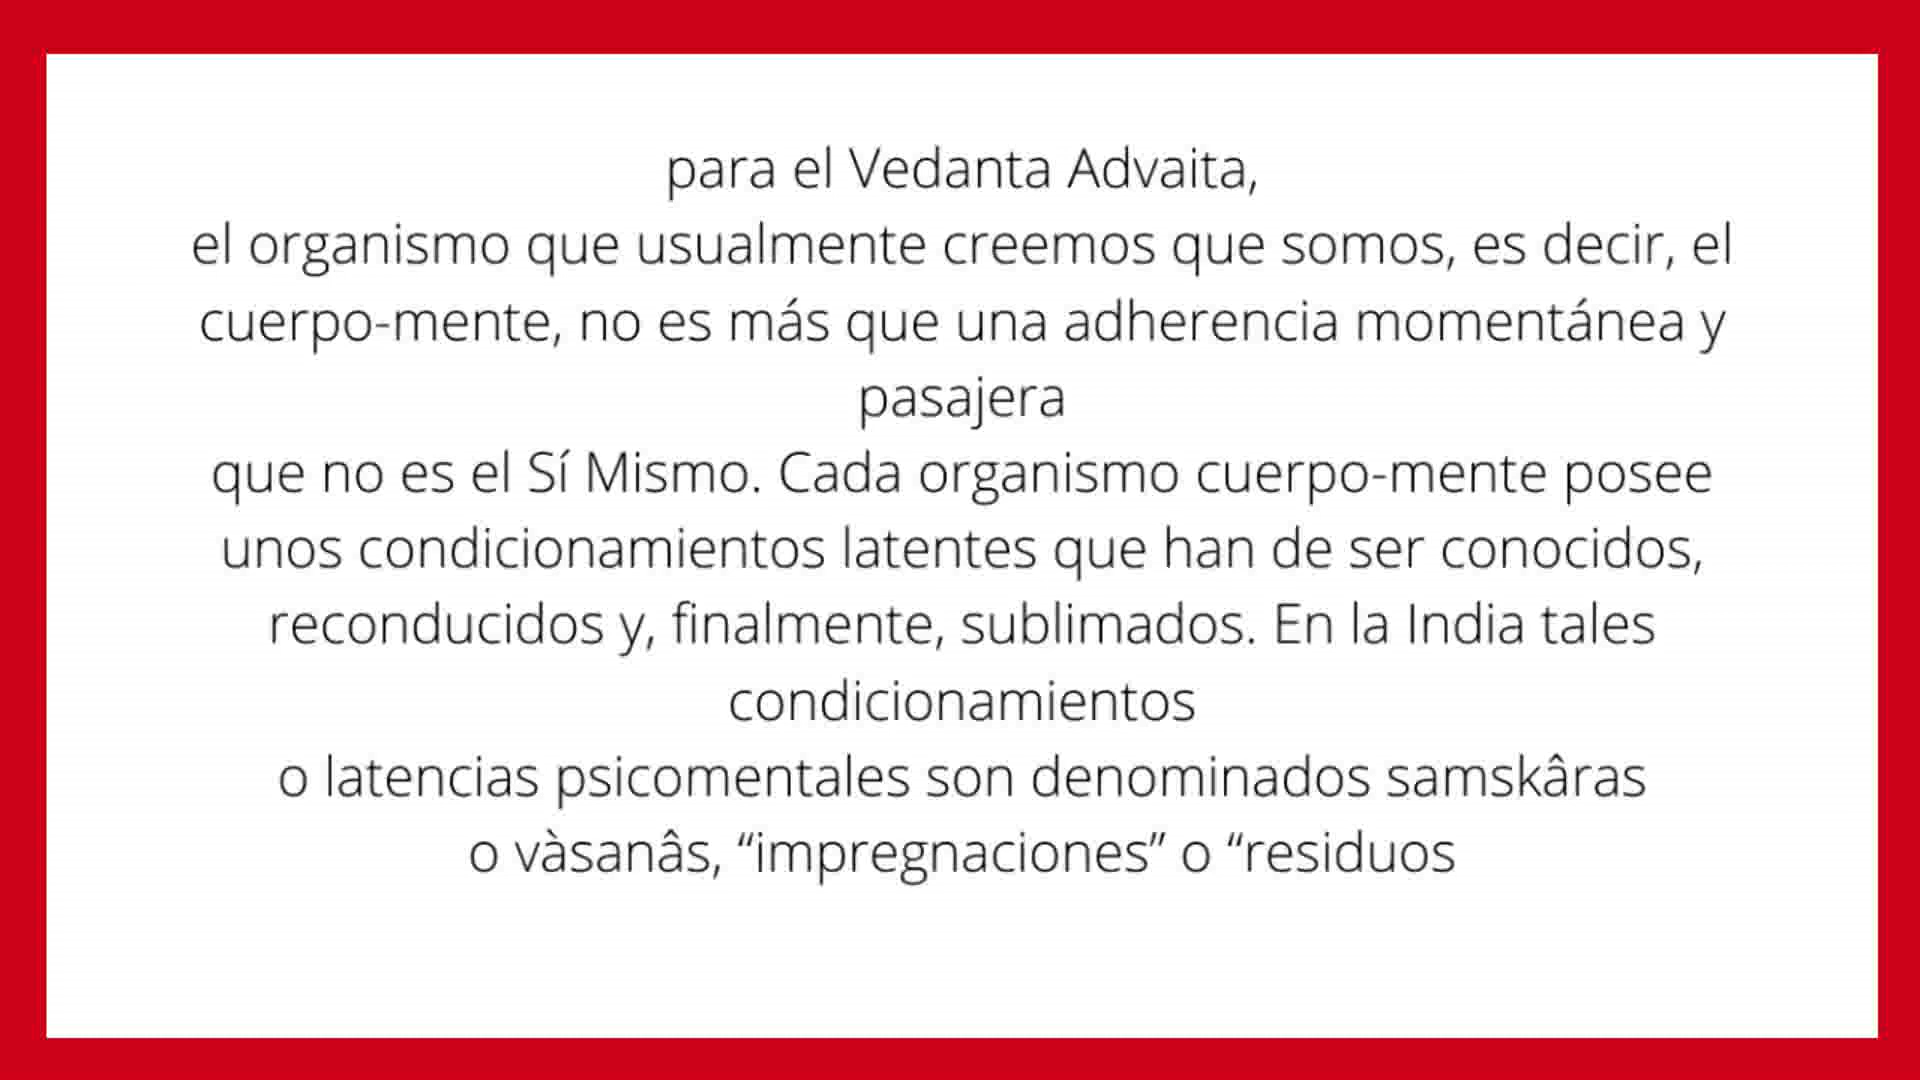 para el Vedanta Advaita,
el organismo que usualmente creemos que somos, es decir, el
cuerpo-mente, no es más que una adherencia momentánea y
pasajera
que no es el Sí Mismo. Cada organismo cuerpo-mente posee
unos condicionamientos latentes que han de ser conocidos,
reconducidos y, finalmente, sublimados. En la India tales
condicionamientos
o latencias psicomentales son denominados samskâras
o vàsanâs, “impregnaciones” o “residuos